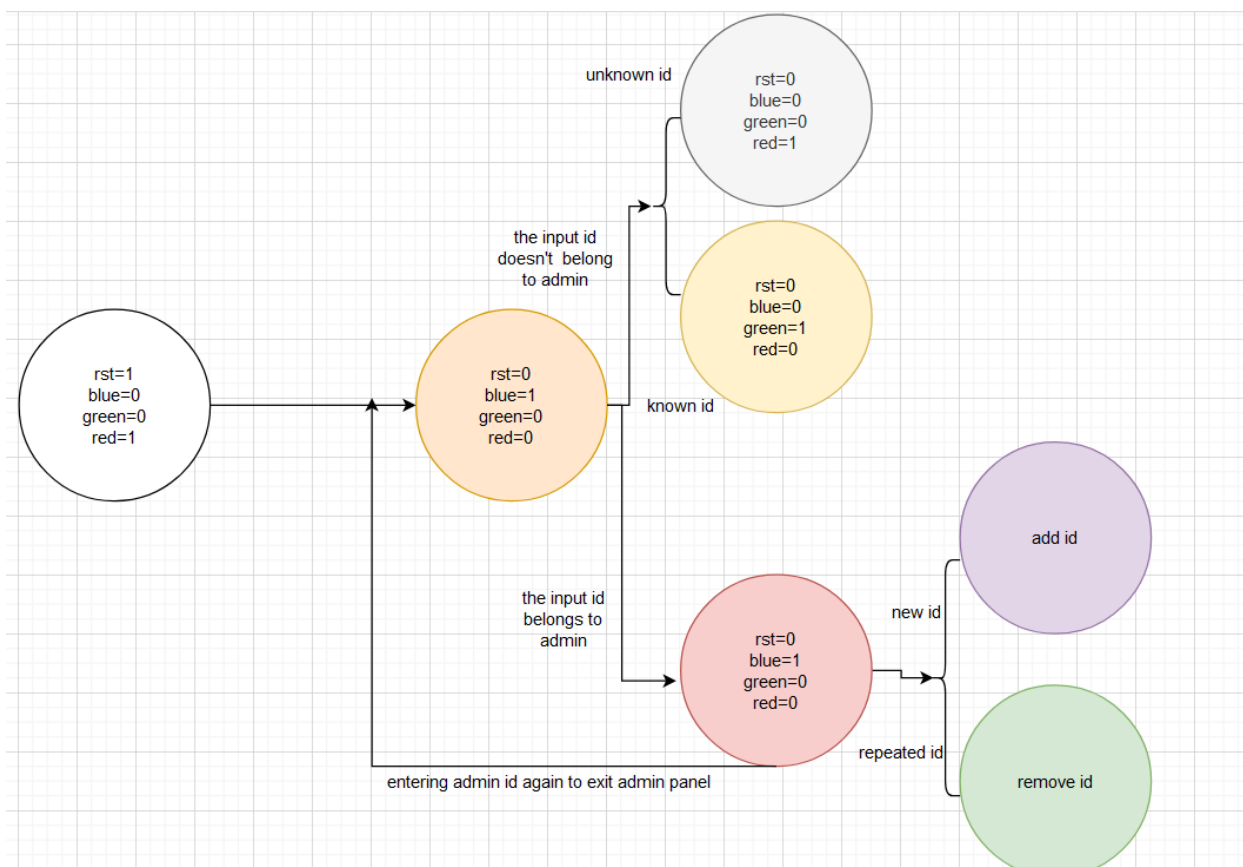 unknown id
rst=0
blue=0
green=0
red=1
the input id
doesn't belong
to admin
rst=0
blue=0
green=1
red=0
known id
rst=1
blue=0
green=0
red=1
rst=0
blue=1
green=0
red=0
the input id
belongs to
admin
rst=0
blue=1
green=0
red=0
new id
add id
repeated id
remove id
entering admin id again to exit admin panel